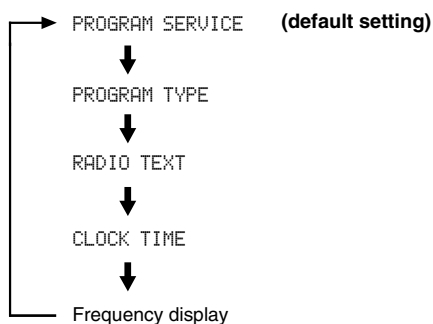 PROGRAM SERVICE (default setting)
PROGRAM TYPE
RADIO TEXT
CLOCK TIME
Frequency display